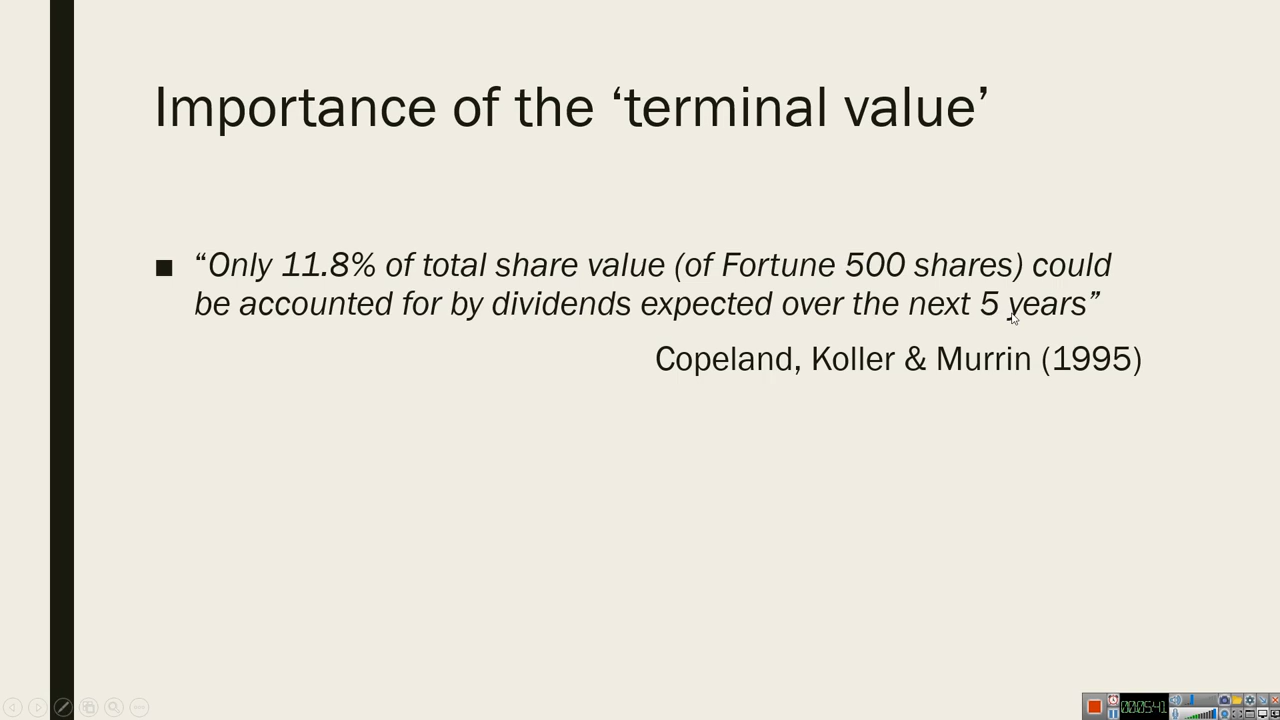 Importance of the ‘terminal value’
■ “Only 11.8% of total share value (of Fortune 500 shares) could
be accounted for by dividends expected over the next 5 years”
Copeland, Koller & Murrin (1995)
000541